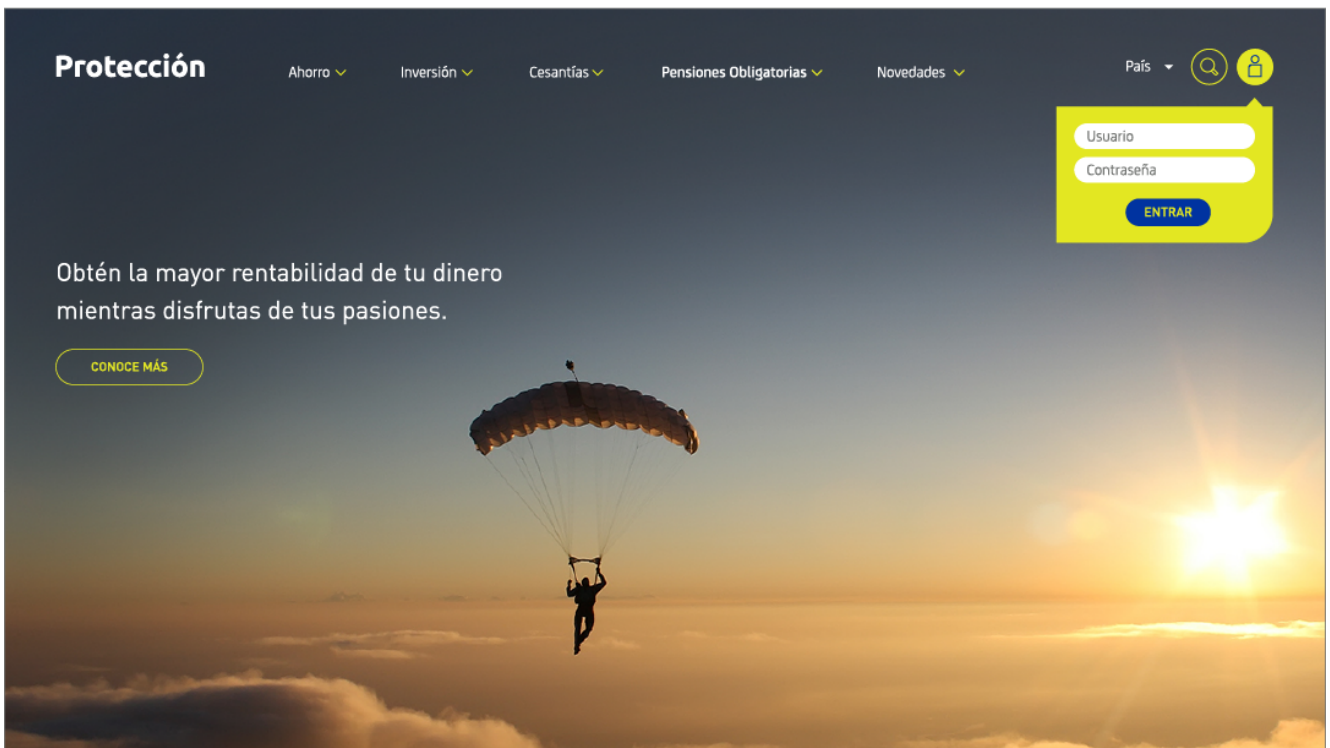 Protección
Ahorro
Inversión
Cesantías
Pensiones Obligatorias
Novedades
País
Usuario
Contraseña
ENTRAR
Obtén la mayor rentabilidad de tu dinero
mientras disfrutas de tus pasiones.
CONOCE MÁS